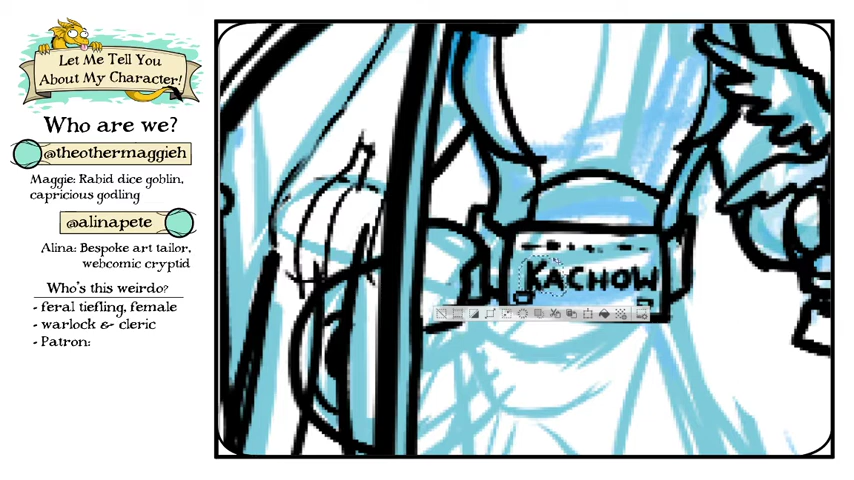 Let Me Tell You
About My Character!
Who are we?
@theothermaggieh
Maggie: Rabid dice goblin,
capricious godling
@alinapete
Alina: Bespoke art tailor,
webcomic cryptid
Who's this weirdo?
- feral tiefling, female
- warlock & cleric
- Patron:
KACHOW